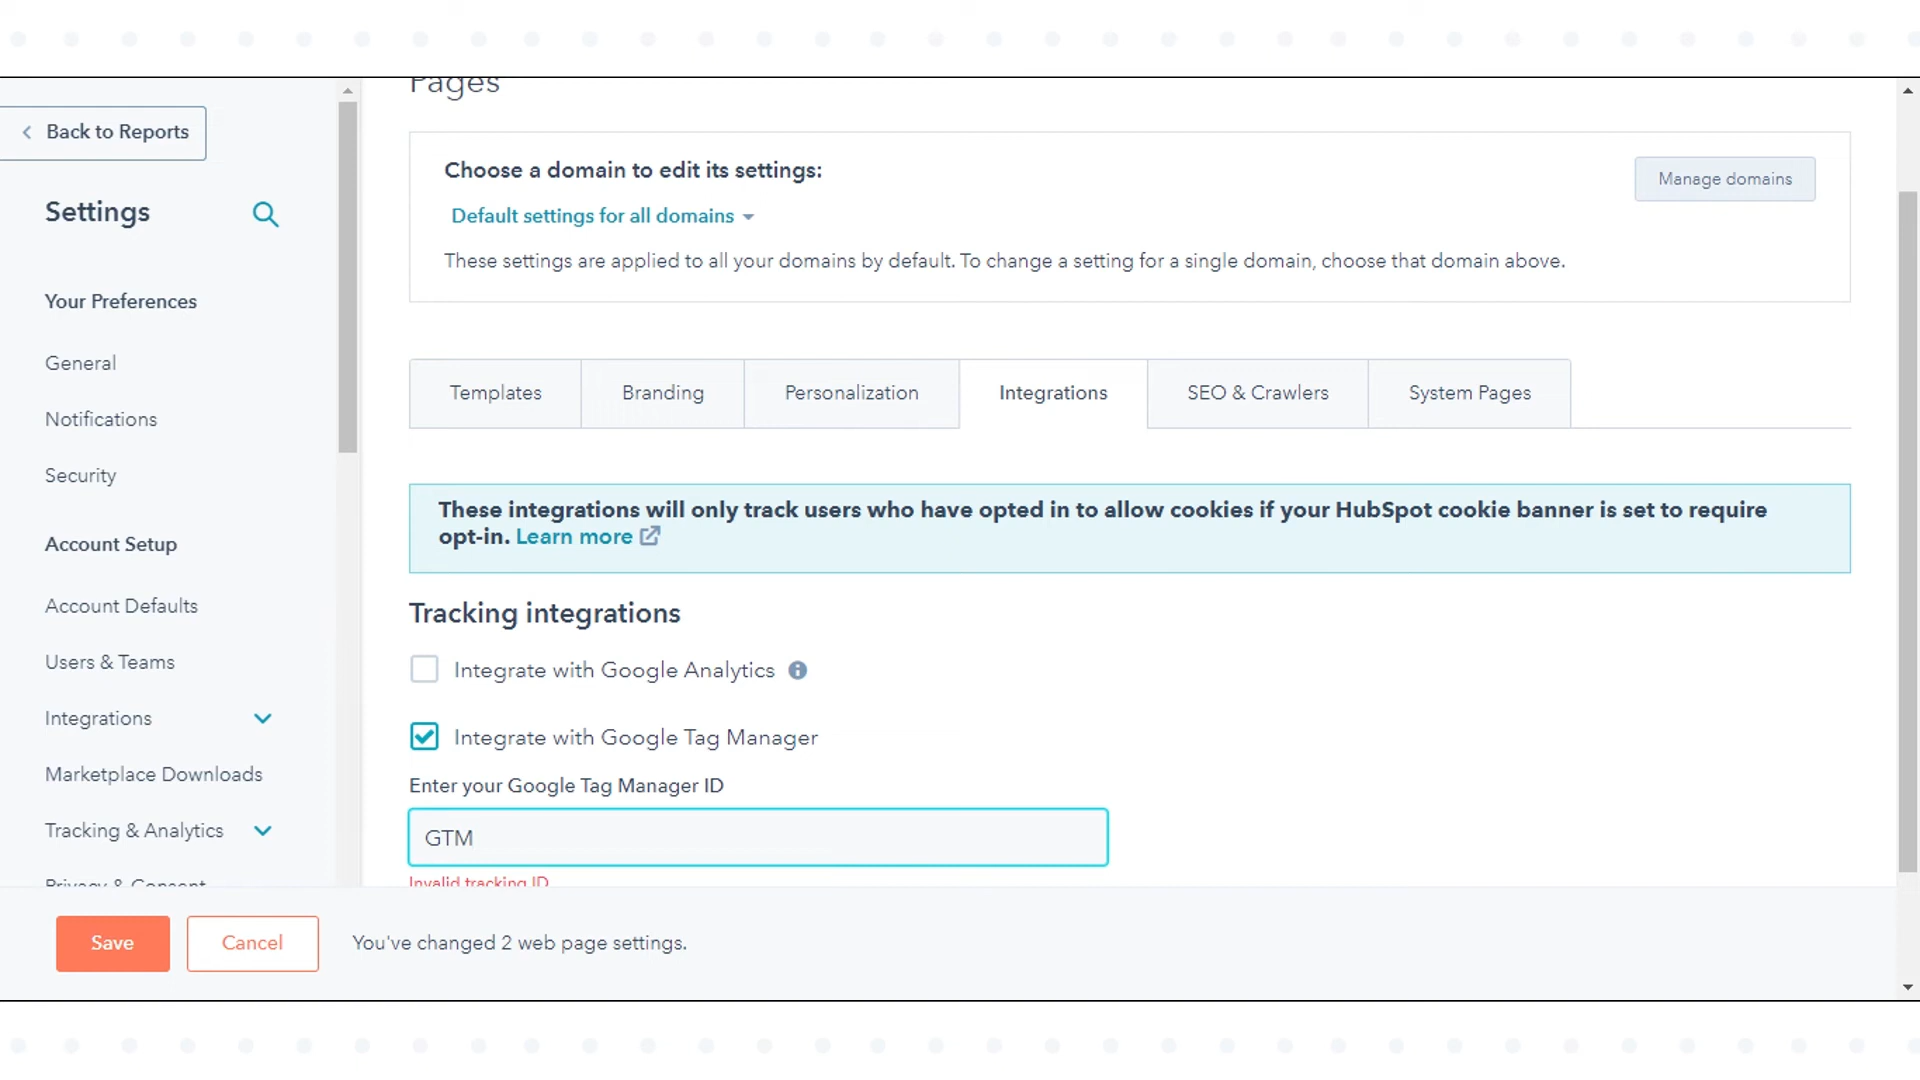 Pages
Back to Reports
Settings
Your Preferences
General
Notifications
Security
Account Setup
Account Defaults
Users & Teams
Integrations
Marketplace Downloads
Tracking & Analytics
Privacy & Consent
Choose a domain to edit its settings:
Manage domains
Default settings for all domains
These settings are applied to all your domains by default. To change a setting for a single domain, choose that domain above.
Templates
Branding
Personalization
Integrations
SEO & Crawlers
System Pages
These integrations will only track users who have opted in to allow cookies if your HubSpot cookie banner is set to require
opt-in. Learn more
Tracking integrations
Integrate with Google Analytics
Integrate with Google Tag Manager
Enter your Google Tag Manager ID
GTM
Invalid tracking ID
Save
Cancel
You've changed 2 web page settings.